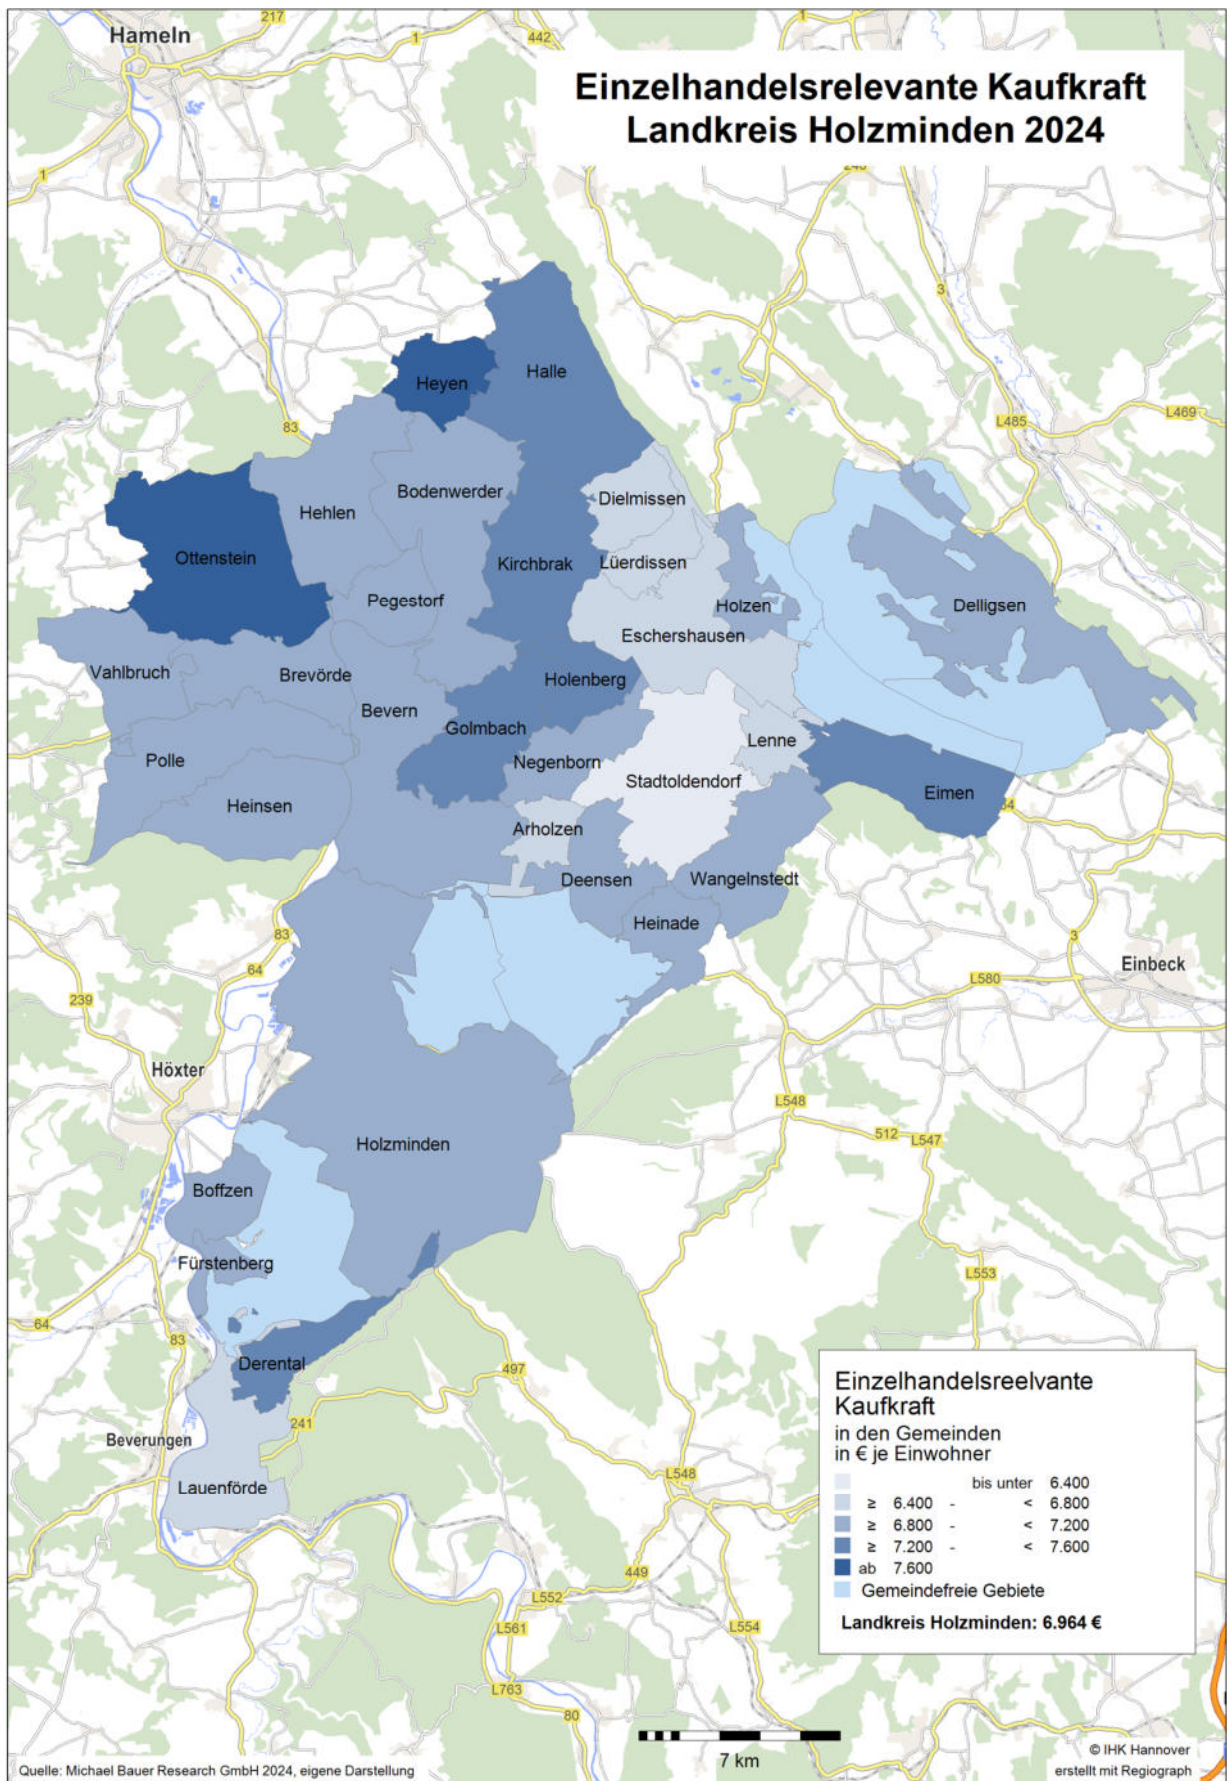 Hameln
217
1
442
1
Einzelhandelsrelevante Kaufkraft
Landkreis Holzminden 2024
1
3
Halle
Heyen
L469
L485
83
Bodenwerder
Dielmissen
Hehlen
Ottenstein
Kirchbrak
Lüerdissen
Pegestorf
Holzen
Delligsen
Eschershausen
Vahlbruch
Brevörde
Holenberg
Bevern
Golmbach
Lenne
Polle
Negenborn
Stadtoldendorf
Heinsen
Eimen
64
Arholzen
Deensen
Wangelnstedt
Heinade
83
3
64
Einbeck
239
L580
Höxter
L548
512
L547
Holzminden
Boffzen
Fürstenberg
L553
64
83
Derental
497
241
Beverungen
Lauenförde
L548
449
L552
L561
L554
L763
80
Einzelhandelsreelvante
Kaufkraft
in den Gemeinden
in € je Einwohner
bis unter 6.400
≥ 6.400 - < 6.800
≥ 6.800 - < 7.200
≥ 7.200 - < 7.600
ab 7.600
Gemeindefreie Gebiete
Landkreis Holzminden: 6.964 €
7 km
© IHK Hannover
Quelle: Michael Bauer Research GmbH 2024, eigene Darstellung
erstellt mit Regiograph